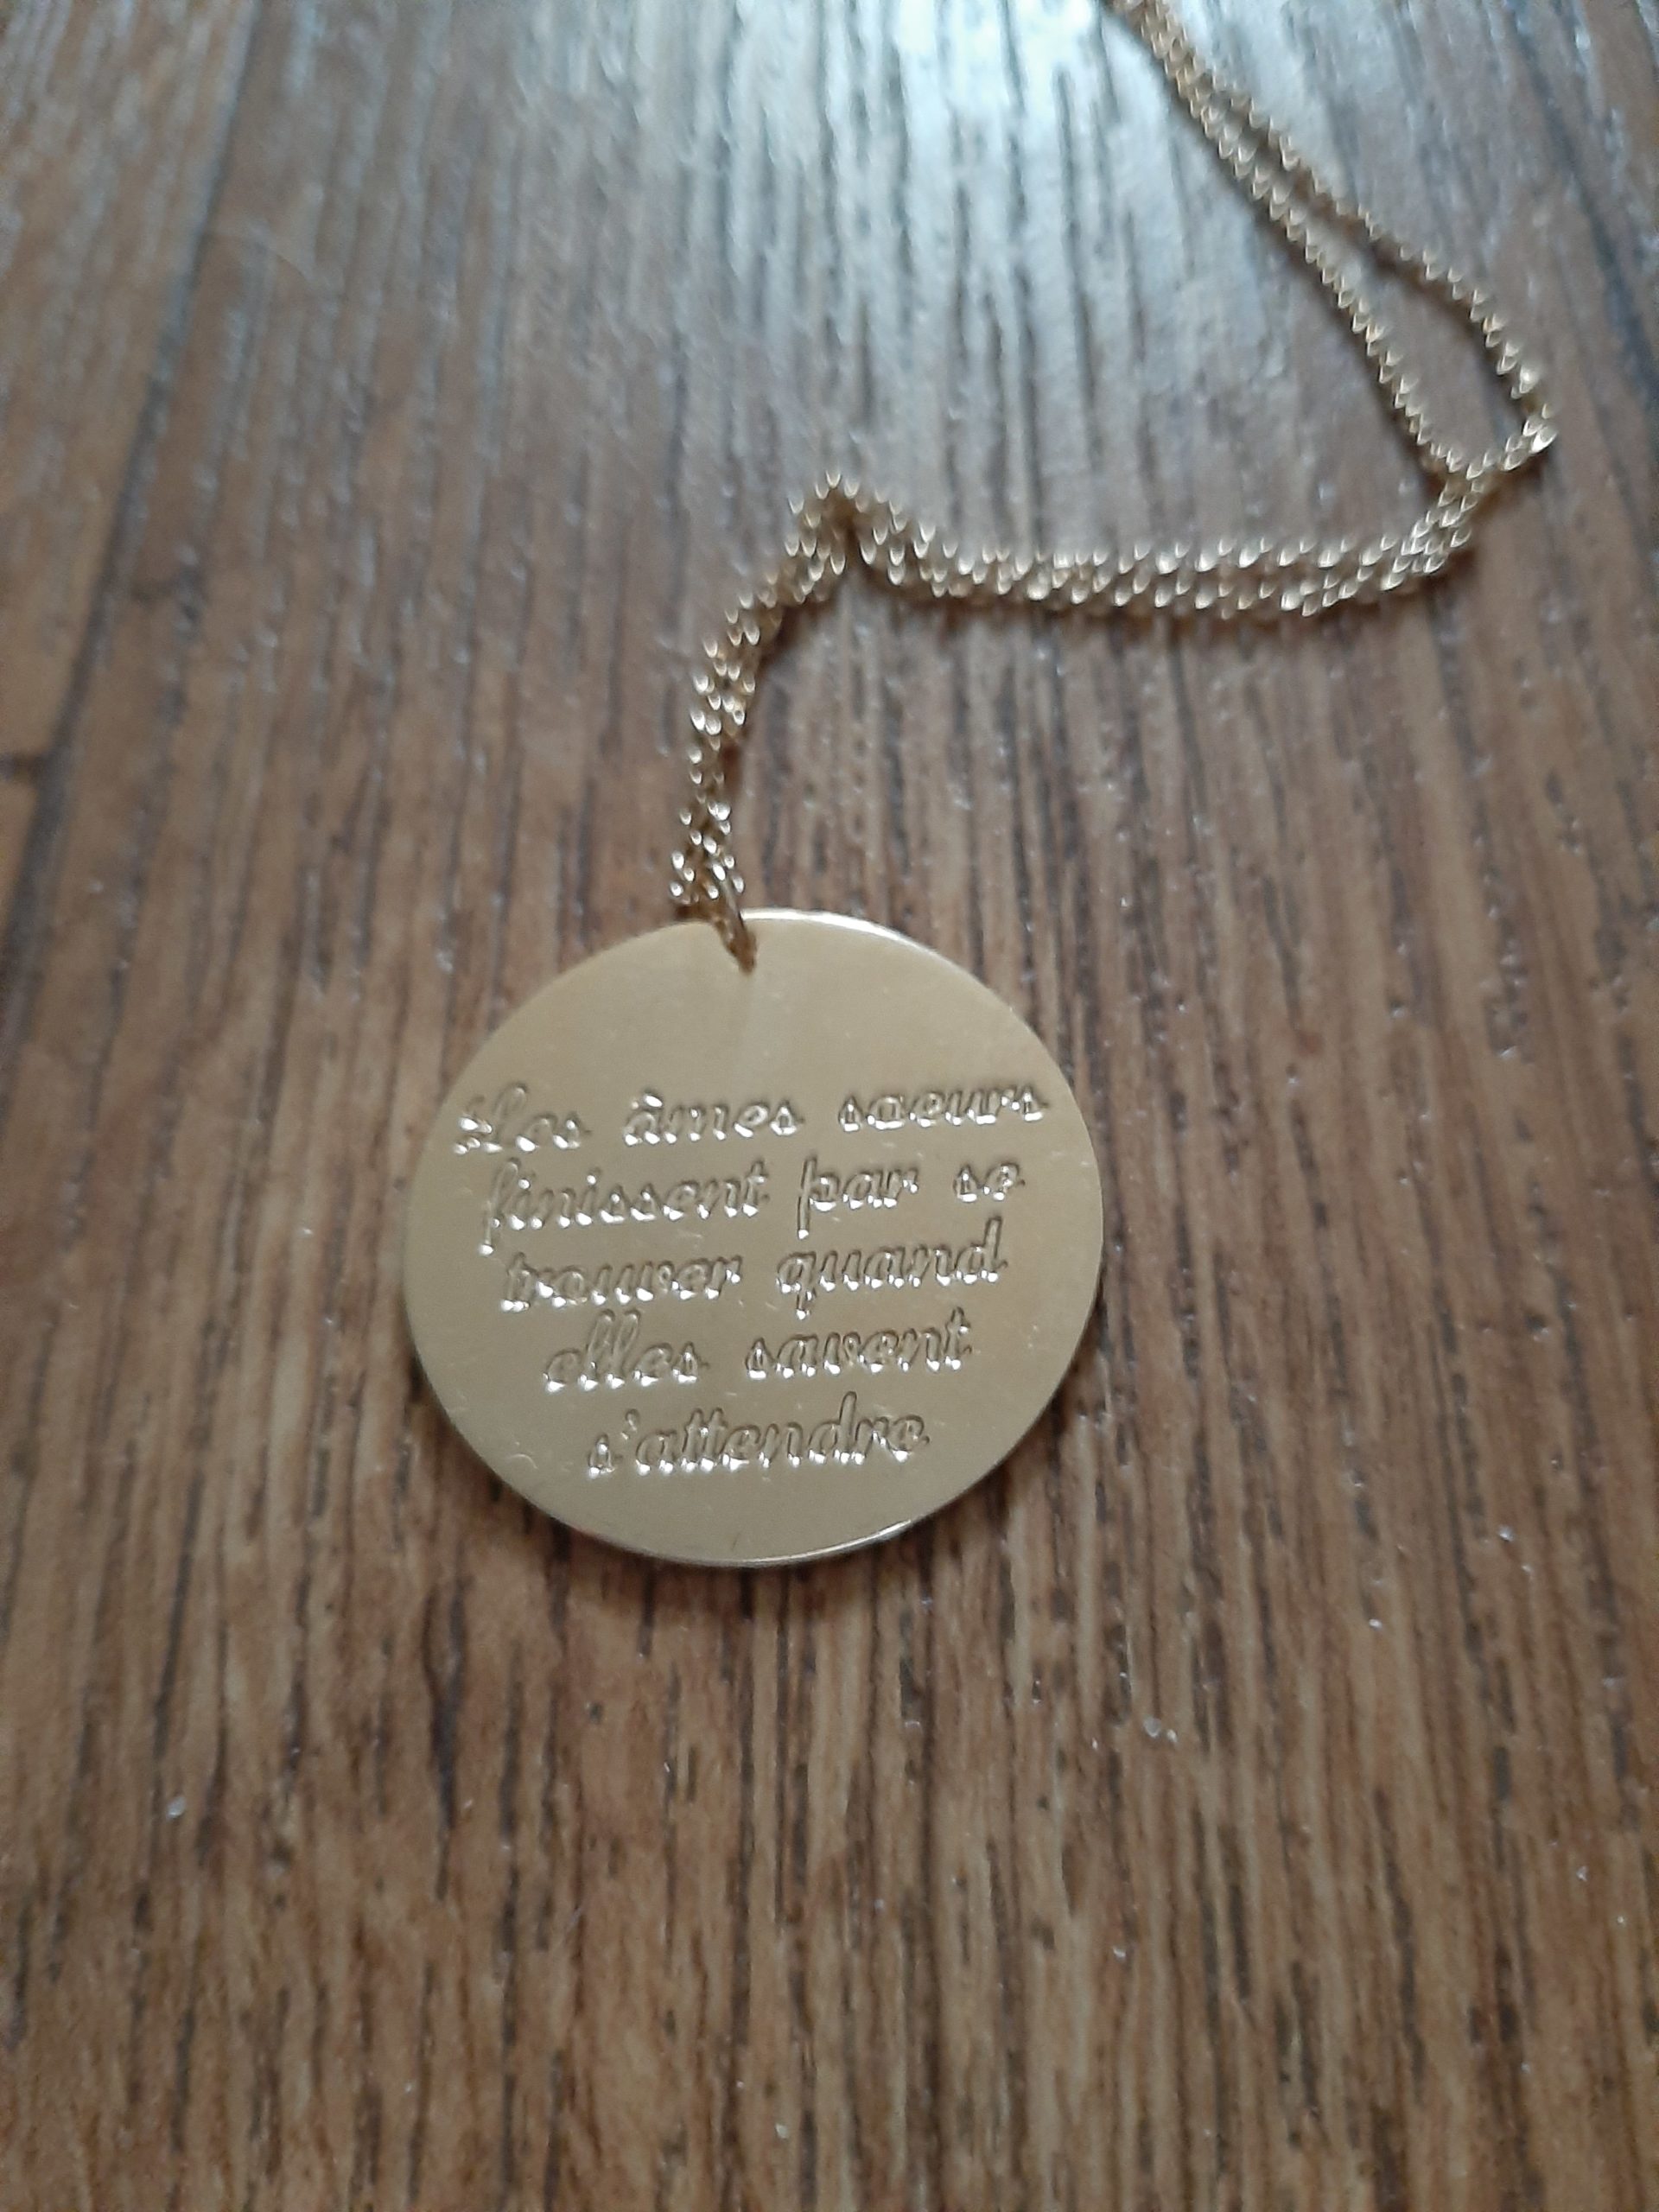 "Les âmes soeurs
finissent par se
trouver quand
elles savent
s'attendre